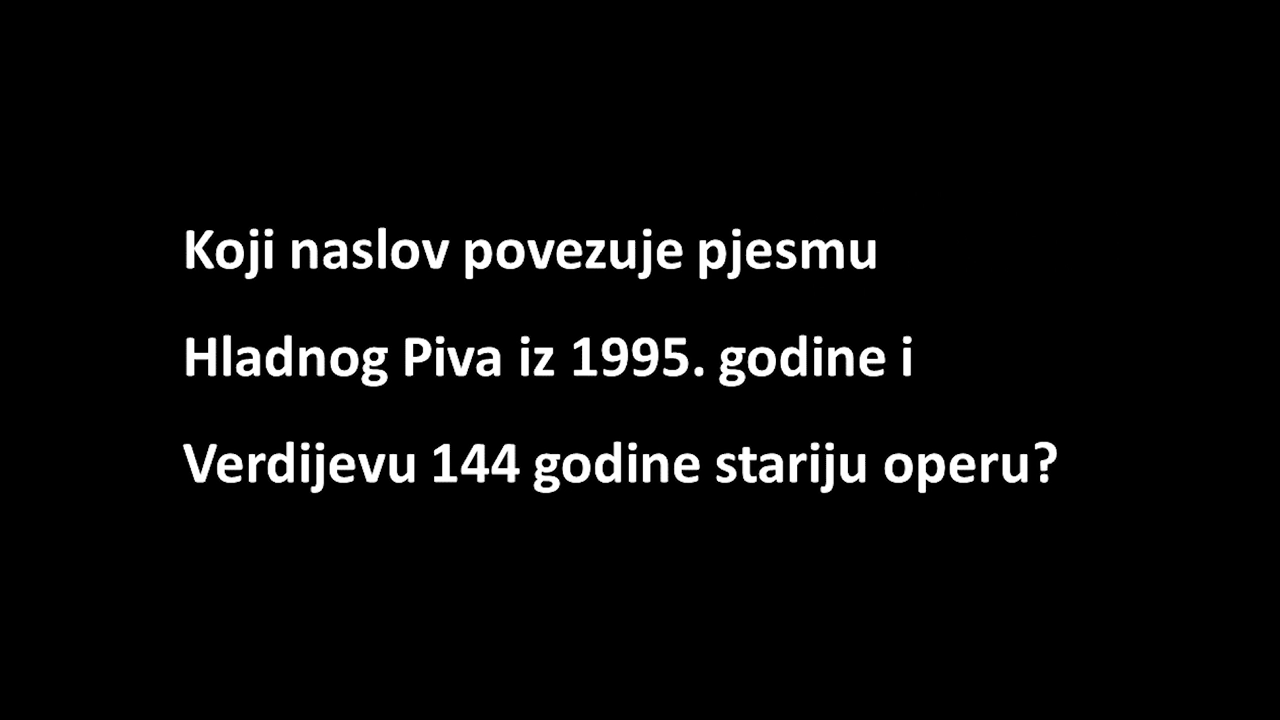 Koji naslov povezuje pjesmu
Hladnog Piva iz 1995. godine i
Verdijevu 144 godine stariju operu?